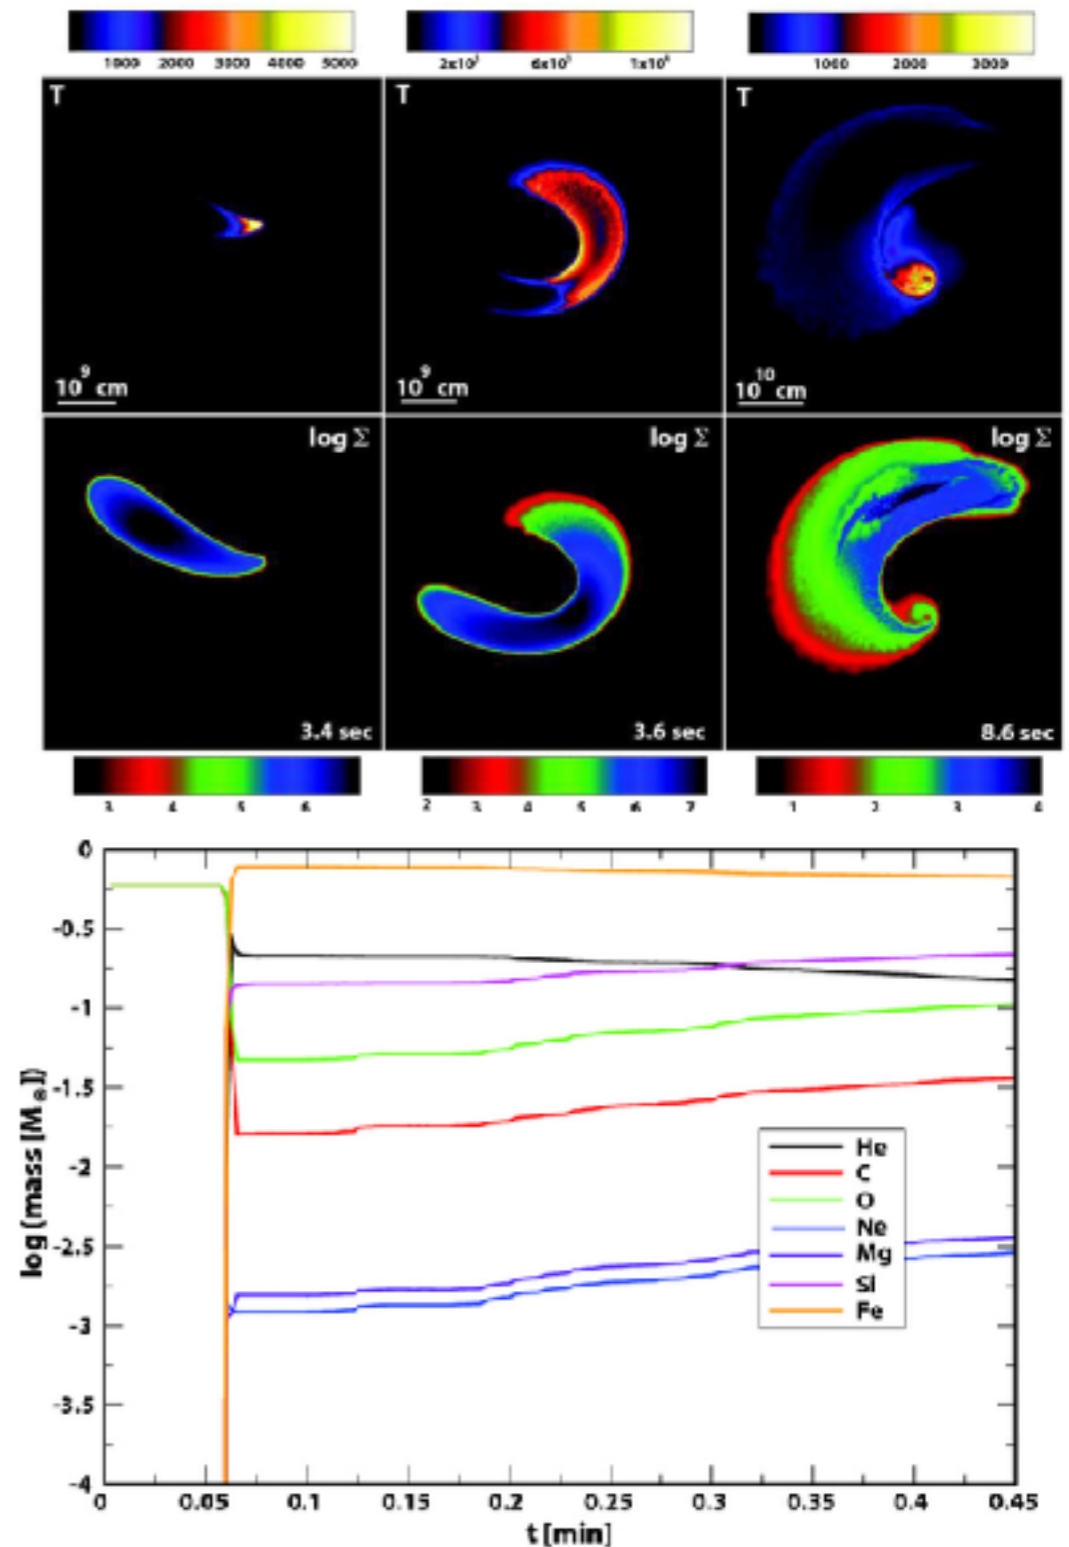 1000 2000 3000 4000 5000
6x10 1x10
1000 2000 3000
T
T
T
10⁹ cm
10⁹ cm
10¹⁰ cm
log Σ
log Σ
log Σ
3.4 sec
3.6 sec
8.6 sec
3 4 5 6
2 3 4 5 6 7
1 2 3 4
0
-0.5
-1
-1.5
-2
-2.5
-3
-3.5
-4
log (mass [M⊙])
He
C
O
Ne
Mg
Si
Fe
0 0.05 0.1 0.15 0.2 0.25 0.3 0.35 0.4 0.45
t [min]